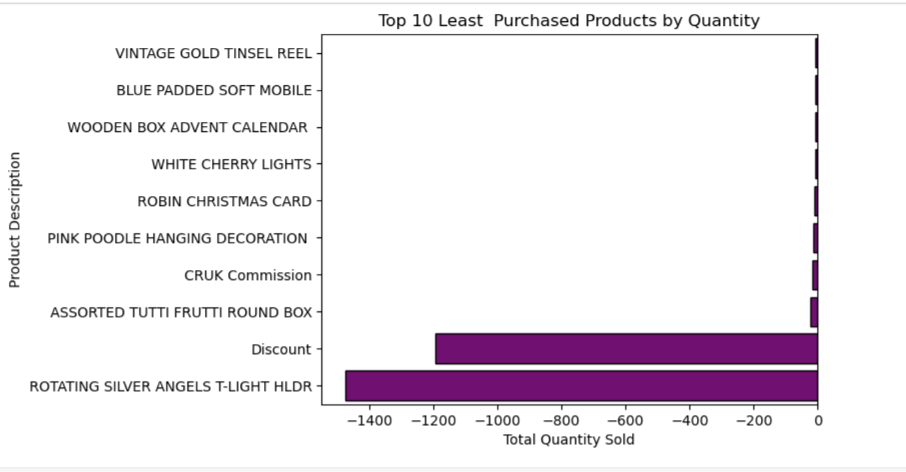 Top 10 Least  Purchased Products by Quantity
VINTAGE GOLD TINSEL REEL
BLUE PADDED SOFT MOBILE
WOODEN BOX ADVENT CALENDAR
WHITE CHERRY LIGHTS
ROBIN CHRISTMAS CARD
PINK POODLE HANGING DECORATION
CRUK Commission
ASSORTED TUTTI FRUTTI ROUND BOX
Discount
ROTATING SILVER ANGELS T-LIGHT HLDR
Product Description
−1400 −1200 −1000 −800 −600 −400 −200 0
Total Quantity Sold